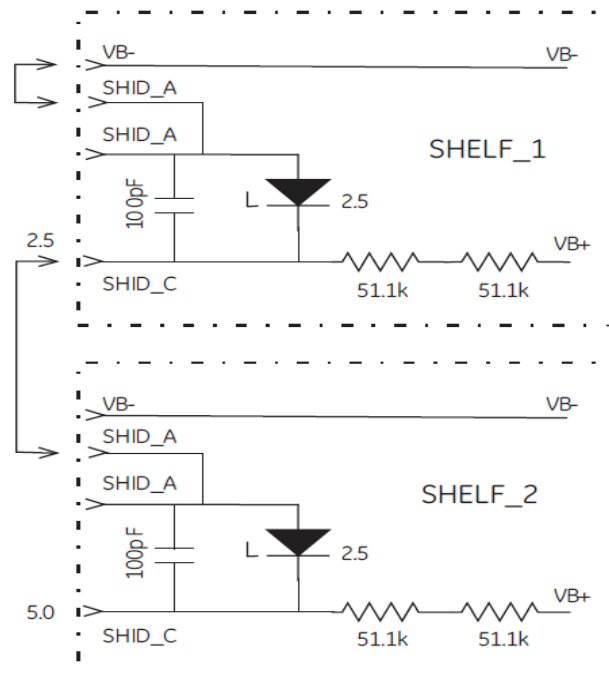 VB-
VB-
SHID_A
SHID_A
SHELF_1
100pF
L
2.5
2.5
VB+
SHID_C
51.1k
51.1k
VB-
VB-
SHID_A
SHID_A
SHELF_2
100pF
L
2.5
5.0
VB+
SHID_C
51.1k
51.1k